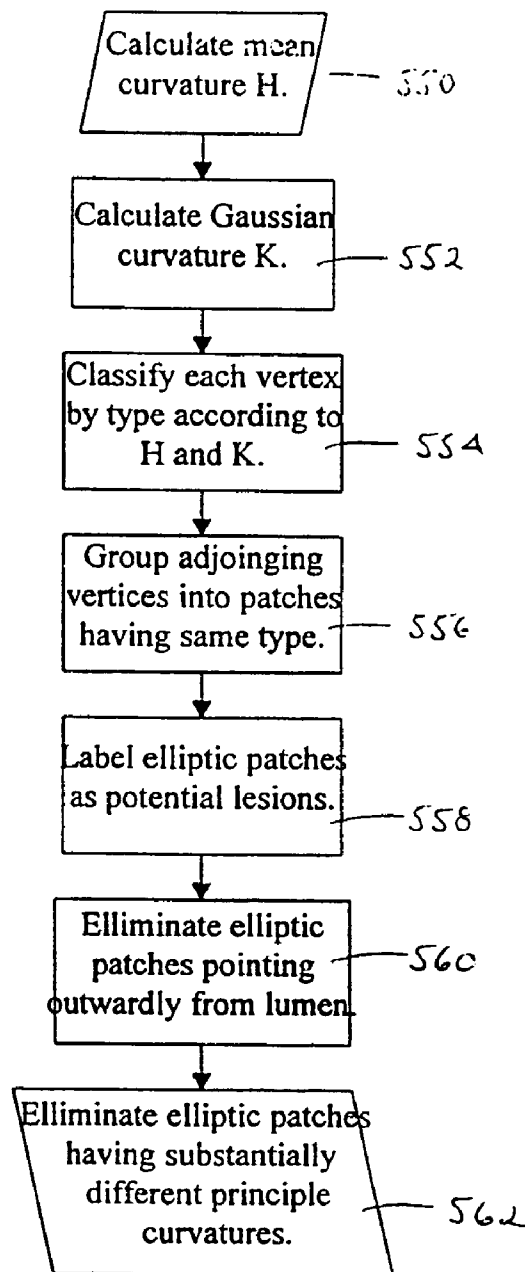 Calculate mean
curvature H.
550
Calculate Gaussian
curvature K.
552
Classify each vertex
by type according to
H and K.
554
Group adjoinging
vertices into patches
having same type.
556
Label elliptic patches
as potential lesions.
558
Elliminate elliptic
patches pointing
outwardly from lumen.
560
Elliminate elliptic patches
having substantially
different principle
curvatures.
562